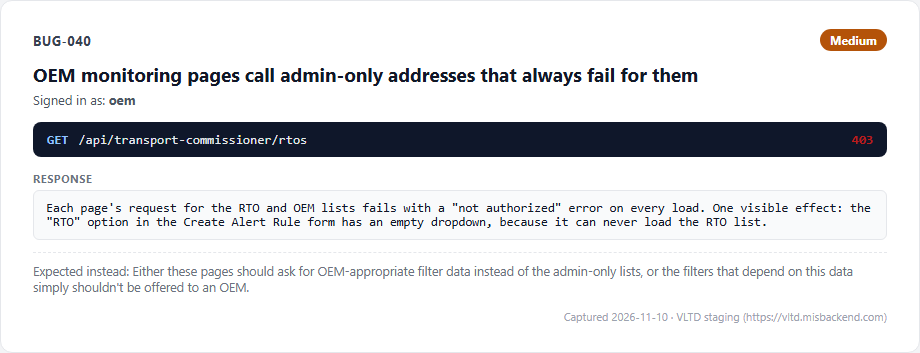 BUG-040
Medium
OEM monitoring pages call admin-only addresses that always fail for them
Signed in as: oem
GET /api/transport-commissioner/rtos 403
RESPONSE
Each page's request for the RTO and OEM lists fails with a "not authorized" error on every load. One visible effect: the
"RTO" option in the Create Alert Rule form has an empty dropdown, because it can never load the RTO list.
Expected instead: Either these pages should ask for OEM-appropriate filter data instead of the admin-only lists, or the filters that depend on this data
simply shouldn't be offered to an OEM.
Captured 2026-11-10 · VLTD staging (https://vltd.misbackend.com)